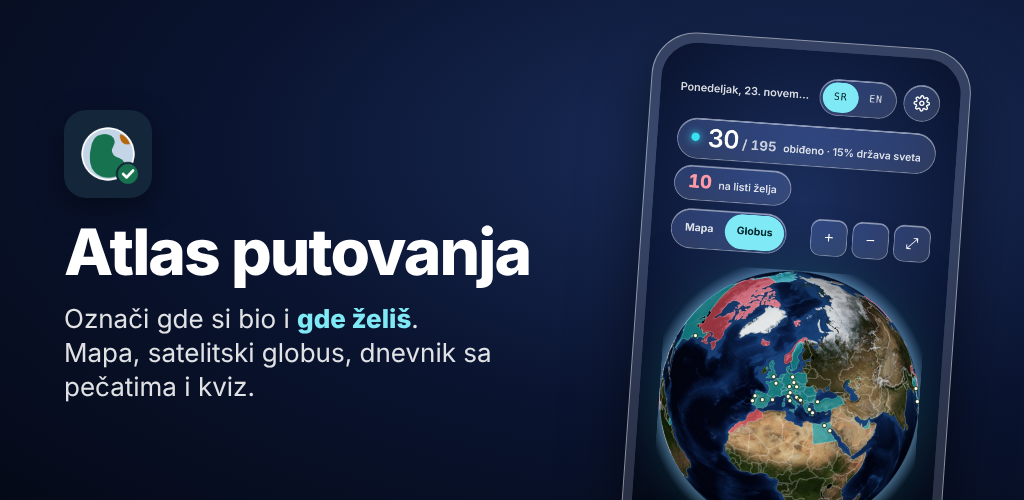 Atlas putovanja
Označi gde si bio i gde želiš.
Mapa, satelitski globus, dnevnik sa
pečatima i kviz.
Ponedeljak, 23. novem...
SR EN
30 / 195 obiđeno · 15% država sveta
10 na listi želja
Mapa Globus + −